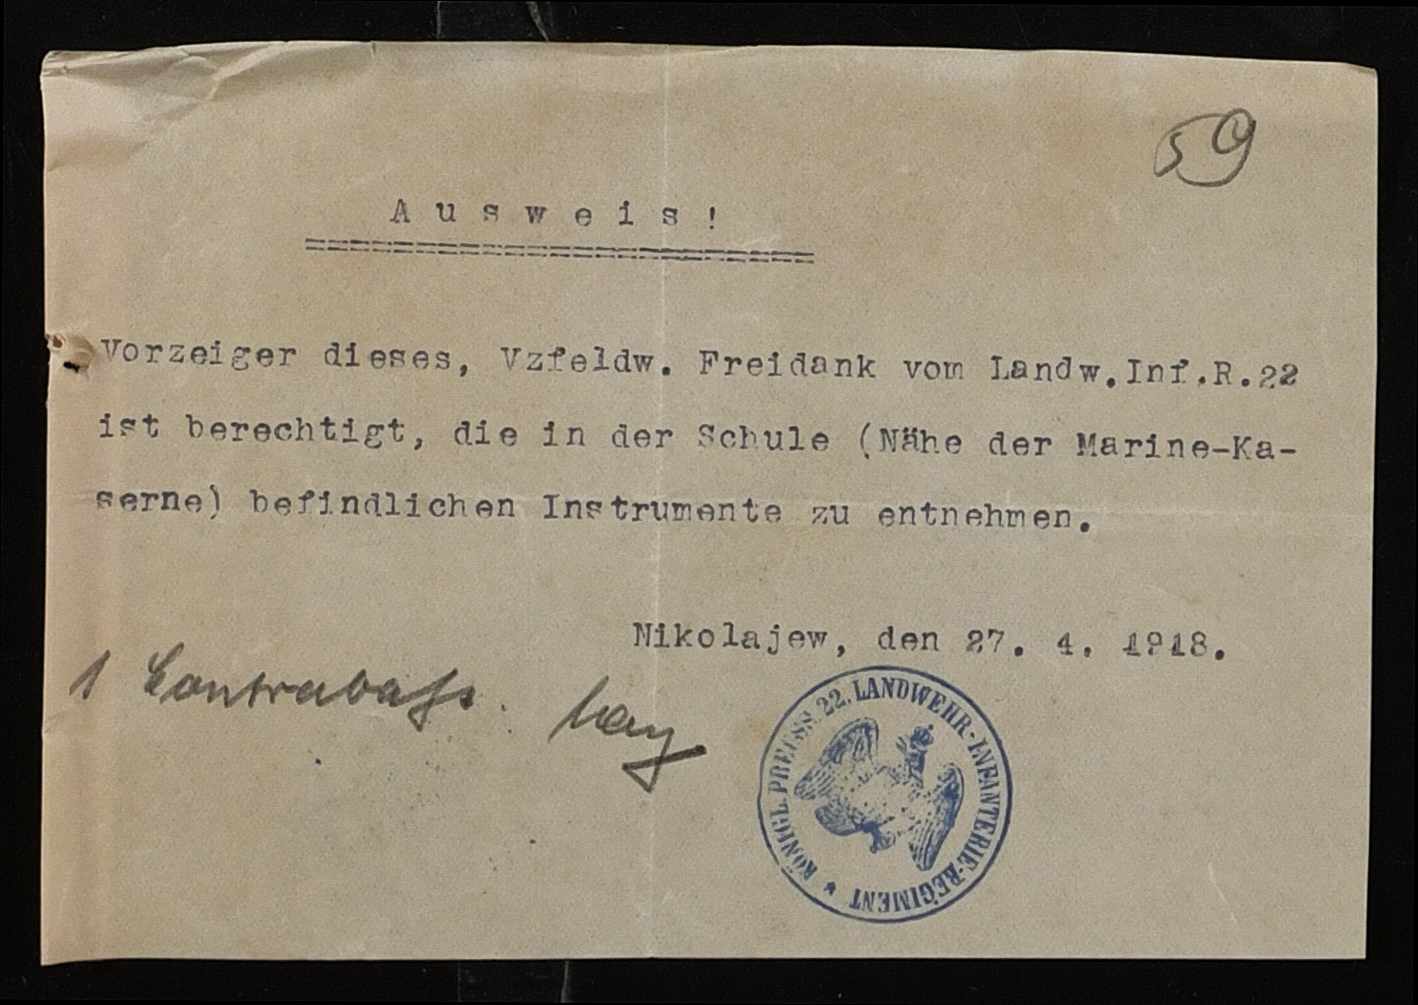 59
Ausweis!
Vorzeiger dieses, Vzfeldw. Freidank vom Landw.Inf.R.22
ist berechtigt, die in der Schule (Nähe der Marine-Ka-
serne) befindlichen Instrumente zu entnehmen.
Nikolajew, den 27. 4. 1918.
1 Contrabass.
KÖNIGL. PREUSS. 22. LANDWEHR-INFANTERIE-REGIMENT